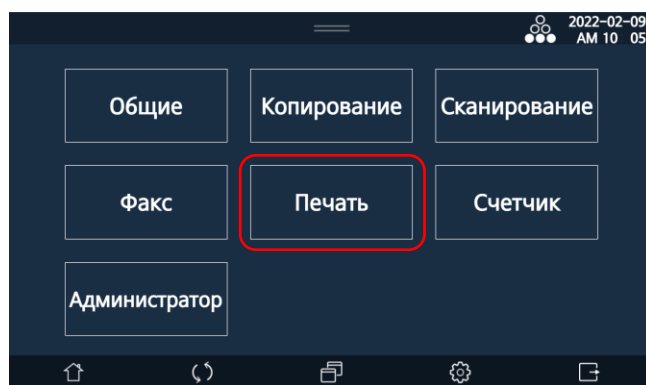 2022-02-09
AM 10 05
Общие Копирование Сканирование
Факс Печать Счетчик
Администратор